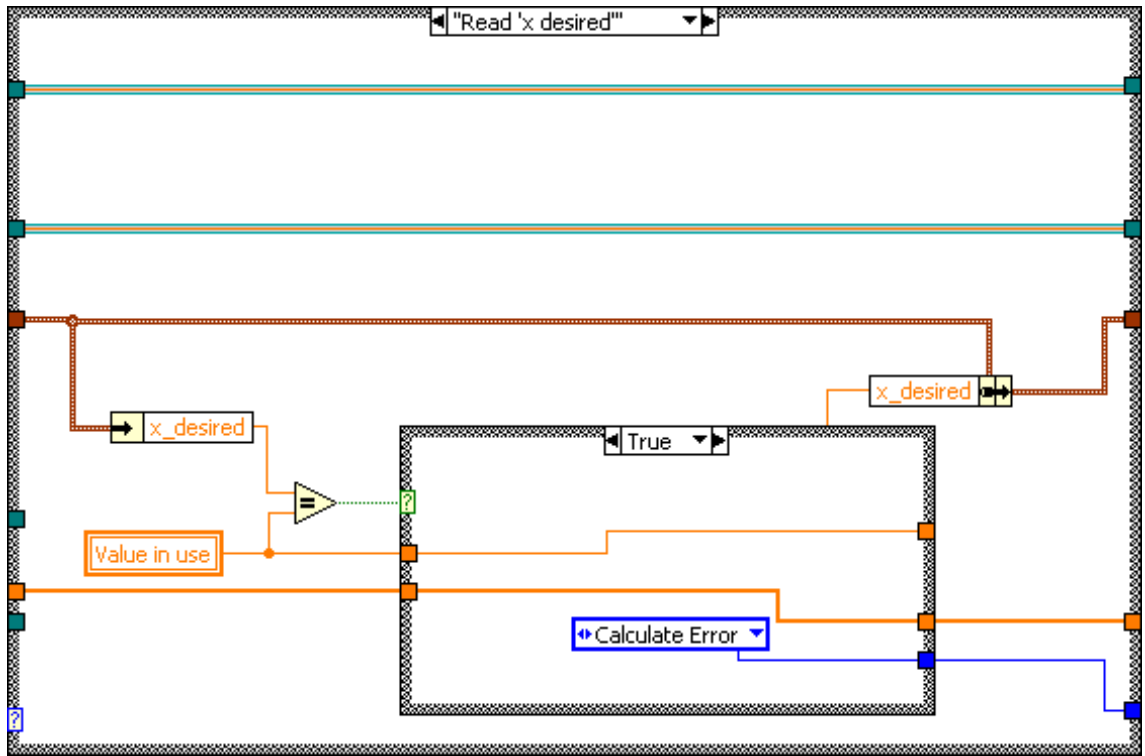 "Read 'x desired'"
x_desired
x_desired
True
?
=
Value in use
Calculate Error
?